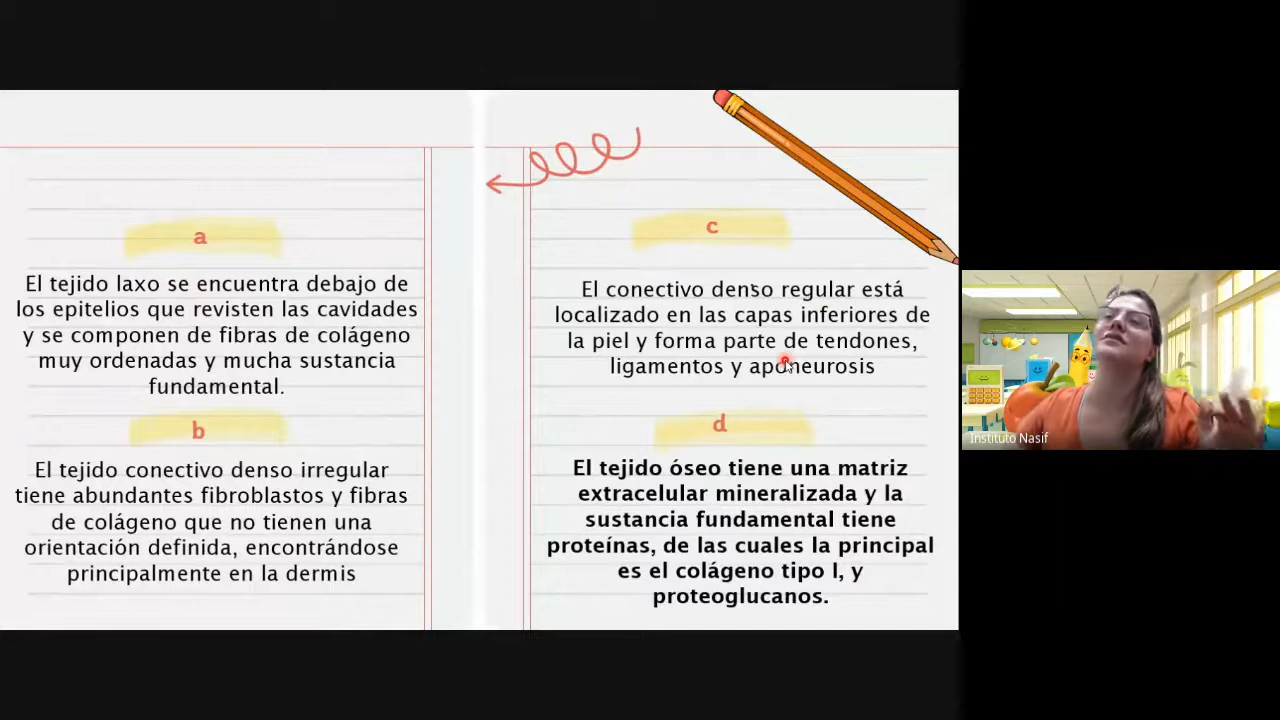 a
El tejido laxo se encuentra debajo de
los epitelios que revisten las cavidades
y se componen de fibras de colágeno
muy ordenadas y mucha sustancia
fundamental.
b
El tejido conectivo denso irregular
tiene abundantes fibroblastos y fibras
de colágeno que no tienen una
orientación definida, encontrándose
principalmente en la dermis
c
El conectivo denso regular está
localizado en las capas inferiores de
la piel y forma parte de tendones,
ligamentos y aponeurosis
d
El tejido óseo tiene una matriz
extracelular mineralizada y la
sustancia fundamental tiene
proteínas, de las cuales la principal
es el colágeno tipo I, y
proteoglucanos.
Instituto Nasif